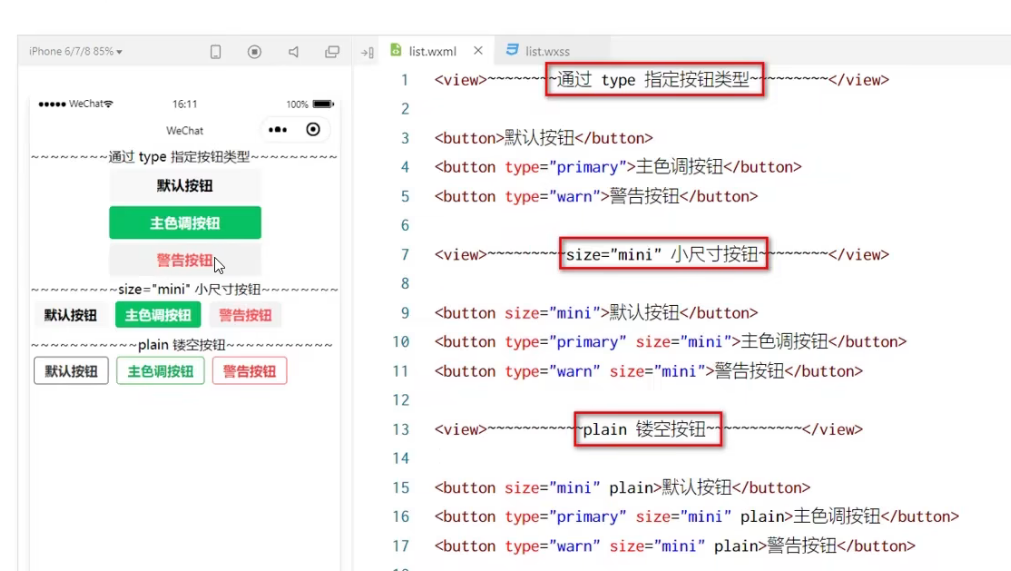 iPhone 6/7/8 85%
WeChat 16:11 100%
WeChat
~~~~~~~~通过 type 指定按钮类型~~~~~~~~~
默认按钮
主色调按钮
警告按钮
~~~~~~~~~size="mini" 小尺寸按钮~~~~~~~~
默认按钮 主色调按钮 警告按钮
~~~~~~~~~~~plain 镂空按钮~~~~~~~~~~~
默认按钮 主色调按钮 警告按钮
list.wxml list.wxss
1 <view>~~~~~~~~通过 type 指定按钮类型~~~~~~~~~</view>
2
3 <button>默认按钮</button>
4 <button type="primary">主色调按钮</button>
5 <button type="warn">警告按钮</button>
6
7 <view>~~~~~~~~~size="mini" 小尺寸按钮~~~~~~~~</view>
8
9 <button size="mini">默认按钮</button>
10 <button type="primary" size="mini">主色调按钮</button>
11 <button type="warn" size="mini">警告按钮</button>
12
13 <view>~~~~~~~~~~~plain 镂空按钮~~~~~~~~~~~</view>
14
15 <button size="mini" plain>默认按钮</button>
16 <button type="primary" size="mini" plain>主色调按钮</button>
17 <button type="warn" size="mini" plain>警告按钮</button>